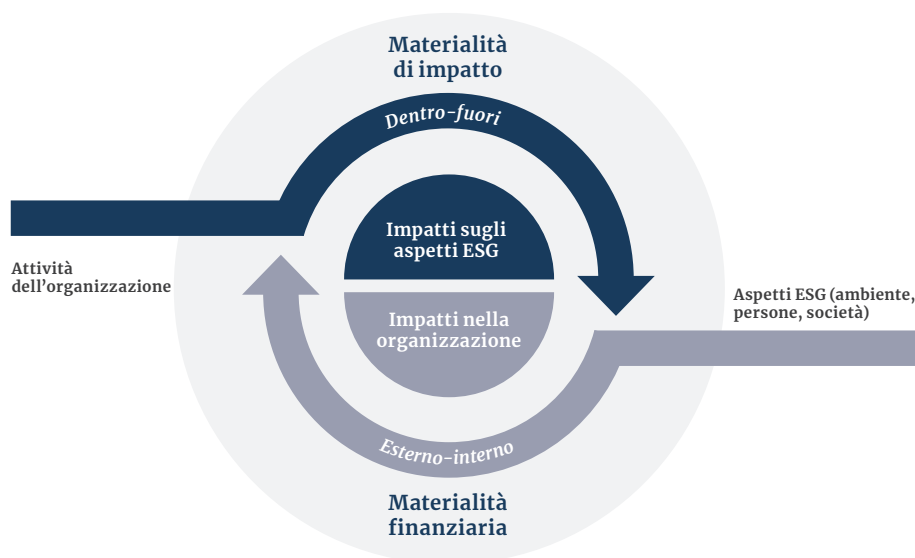 Materialità
di impatto
Dentro-fuori
Impatti sugli
aspetti ESG
Attività
dell’organizzazione
Aspetti ESG (ambiente,
persone, società)
Impatti nella
organizzazione
Esterno-interno
Materialità
finanziaria